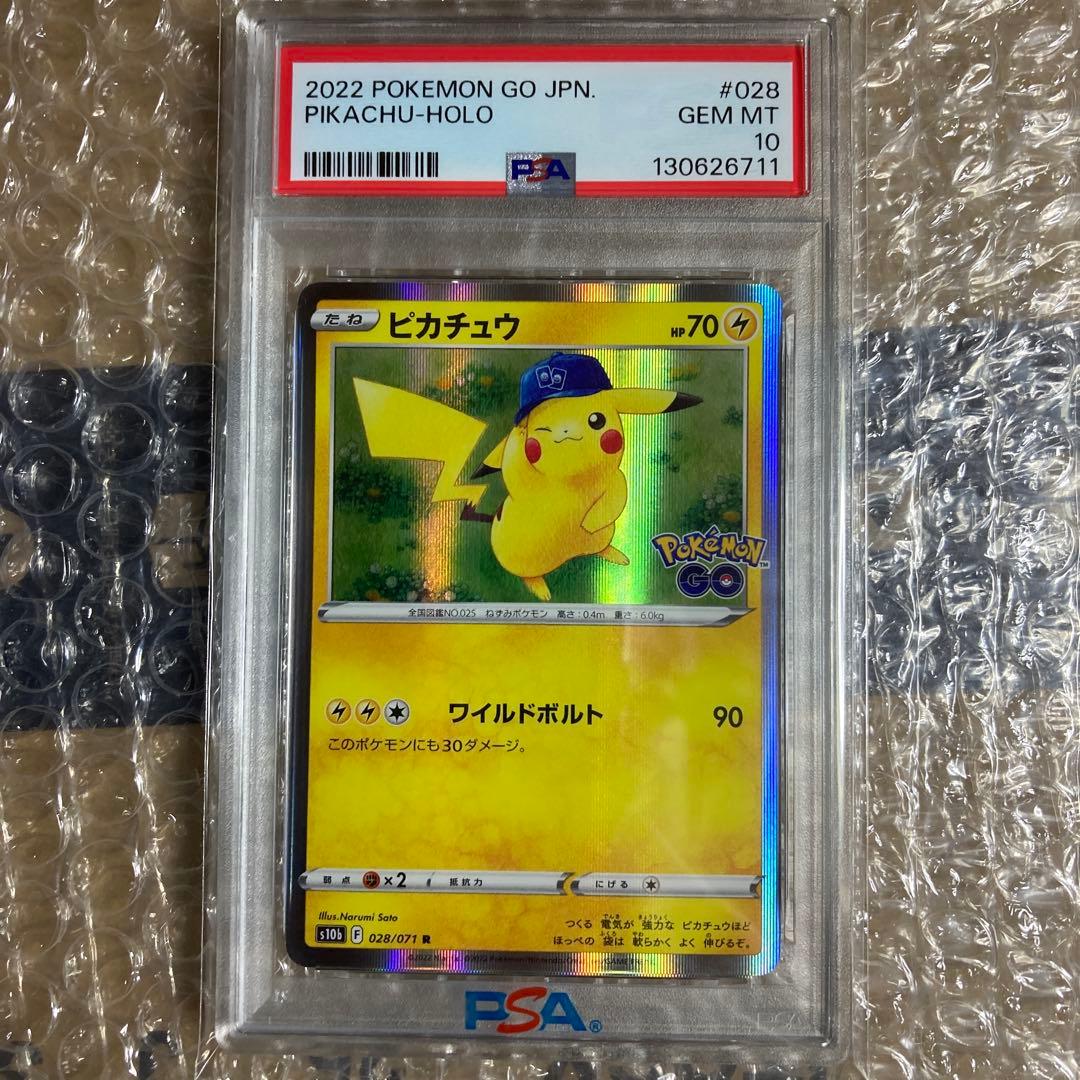 2022 POKEMON GO JPN. #028
PIKACHU-HOLO GEM MT
10
PSA 130626711
たね ピカチュウ HP70
Pokémon™
GO
全国図鑑NO.025 ねずみポケモン 高さ:0.4m 重さ:6.0kg
ワイルドボルト 90
このポケモンにも30ダメージ。
弱点 ×2 抵抗力 にげる
Illus.Narumi Sato
s10b F 028/071 R
つくる 電気が 強力な ピカチュウほど
ほっぺの 袋は 軟らかく よく 伸びるぞ。
PSA®